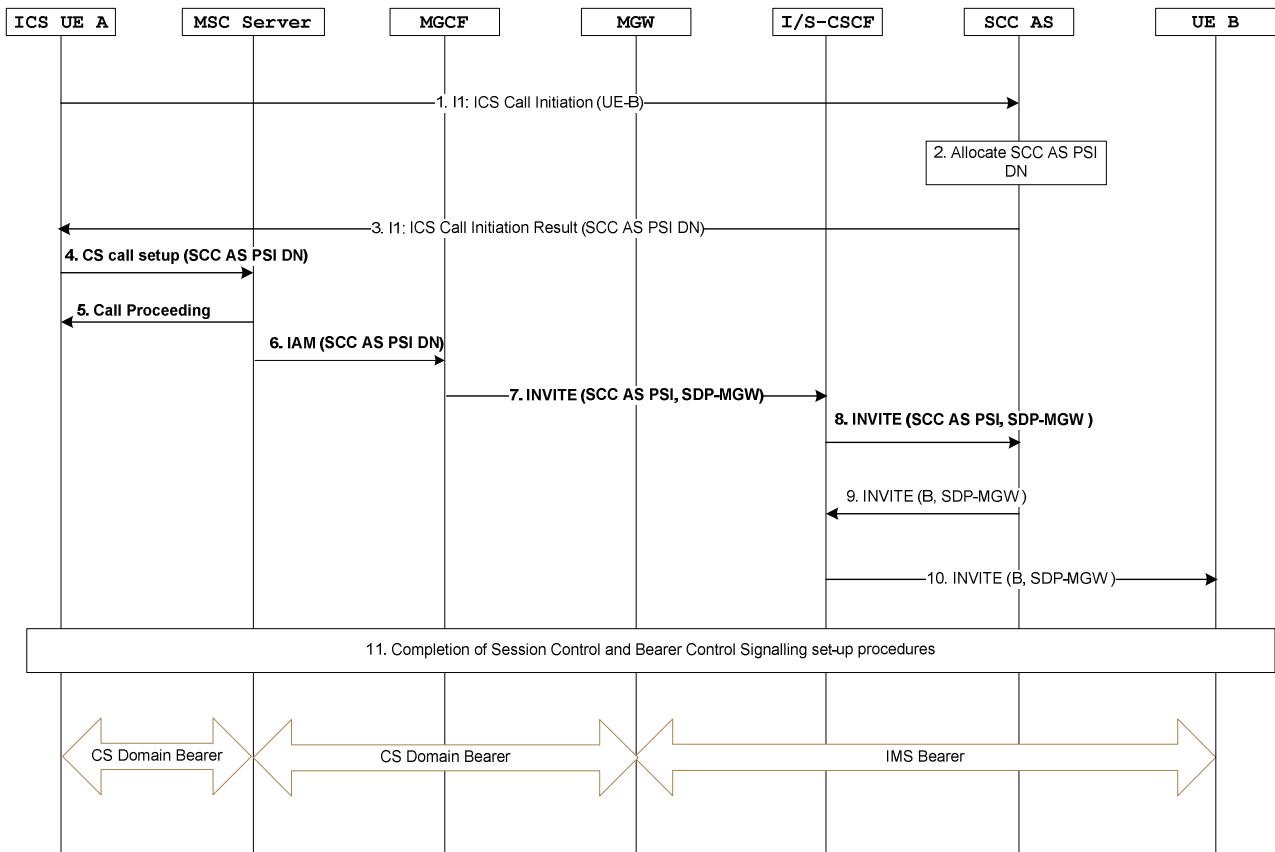 ICS UE A
MSC Server
MGCF
MGW
I/S-CSCF
SCC AS
UE B
1. I1: ICS Call Initiation (UE-B)
2. Allocate SCC AS PSI
DN
3. I1: ICS Call Initiation Result (SCC AS PSI DN)
4. CS call setup (SCC AS PSI DN)
5. Call Proceeding
6. IAM (SCC AS PSI DN)
7. INVITE (SCC AS PSI, SDP-MGW)
8. INVITE (SCC AS PSI, SDP-MGW )
9. INVITE (B, SDP-MGW )
10. INVITE (B, SDP-MGW )
11. Completion of Session Control and Bearer Control Signalling set-up procedures
CS Domain Bearer
CS Domain Bearer
IMS Bearer